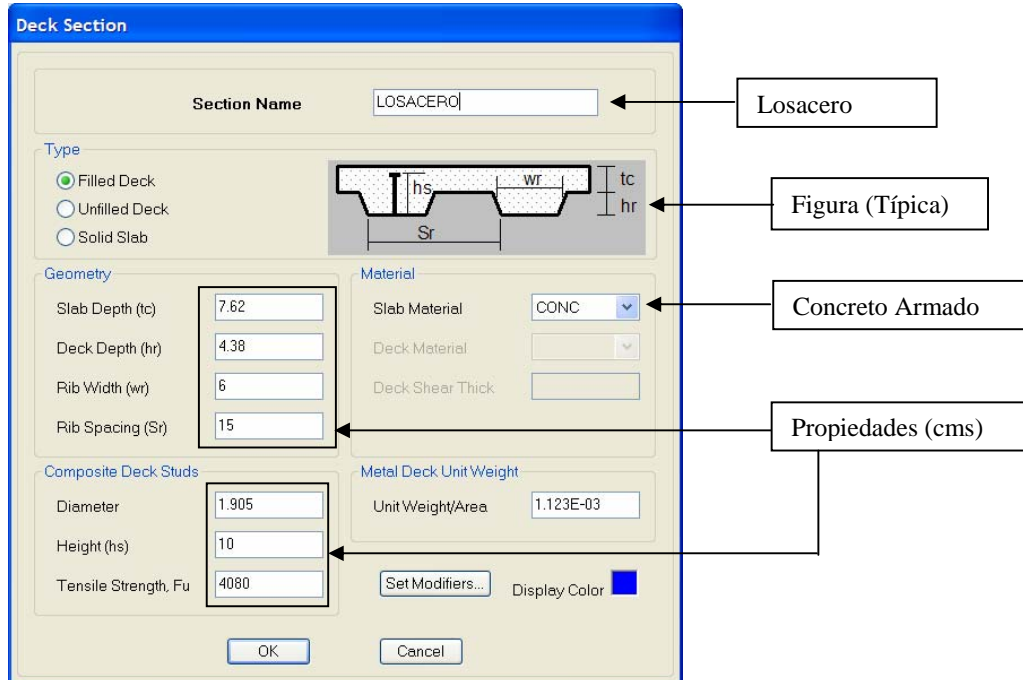 Deck Section
Section Name
LOSACERO
Losacero
Type
Filled Deck
Unfilled Deck
Solid Slab
hs
wr
tc
hr
Sr
Figura (Típica)
Geometry
Slab Depth (tc)
7.62
Deck Depth (hr)
4.38
Rib Width (wr)
6
Rib Spacing (Sr)
15
Material
Slab Material
CONC
Deck Material
Deck Shear Thick
Concreto Armado
Propiedades (cms)
Composite Deck Studs
Diameter
1.905
Height (hs)
10
Tensile Strength, Fu
4080
Metal Deck Unit Weight
Unit Weight/Area
1.123E-03
Set Modifiers...
Display Color
OK
Cancel